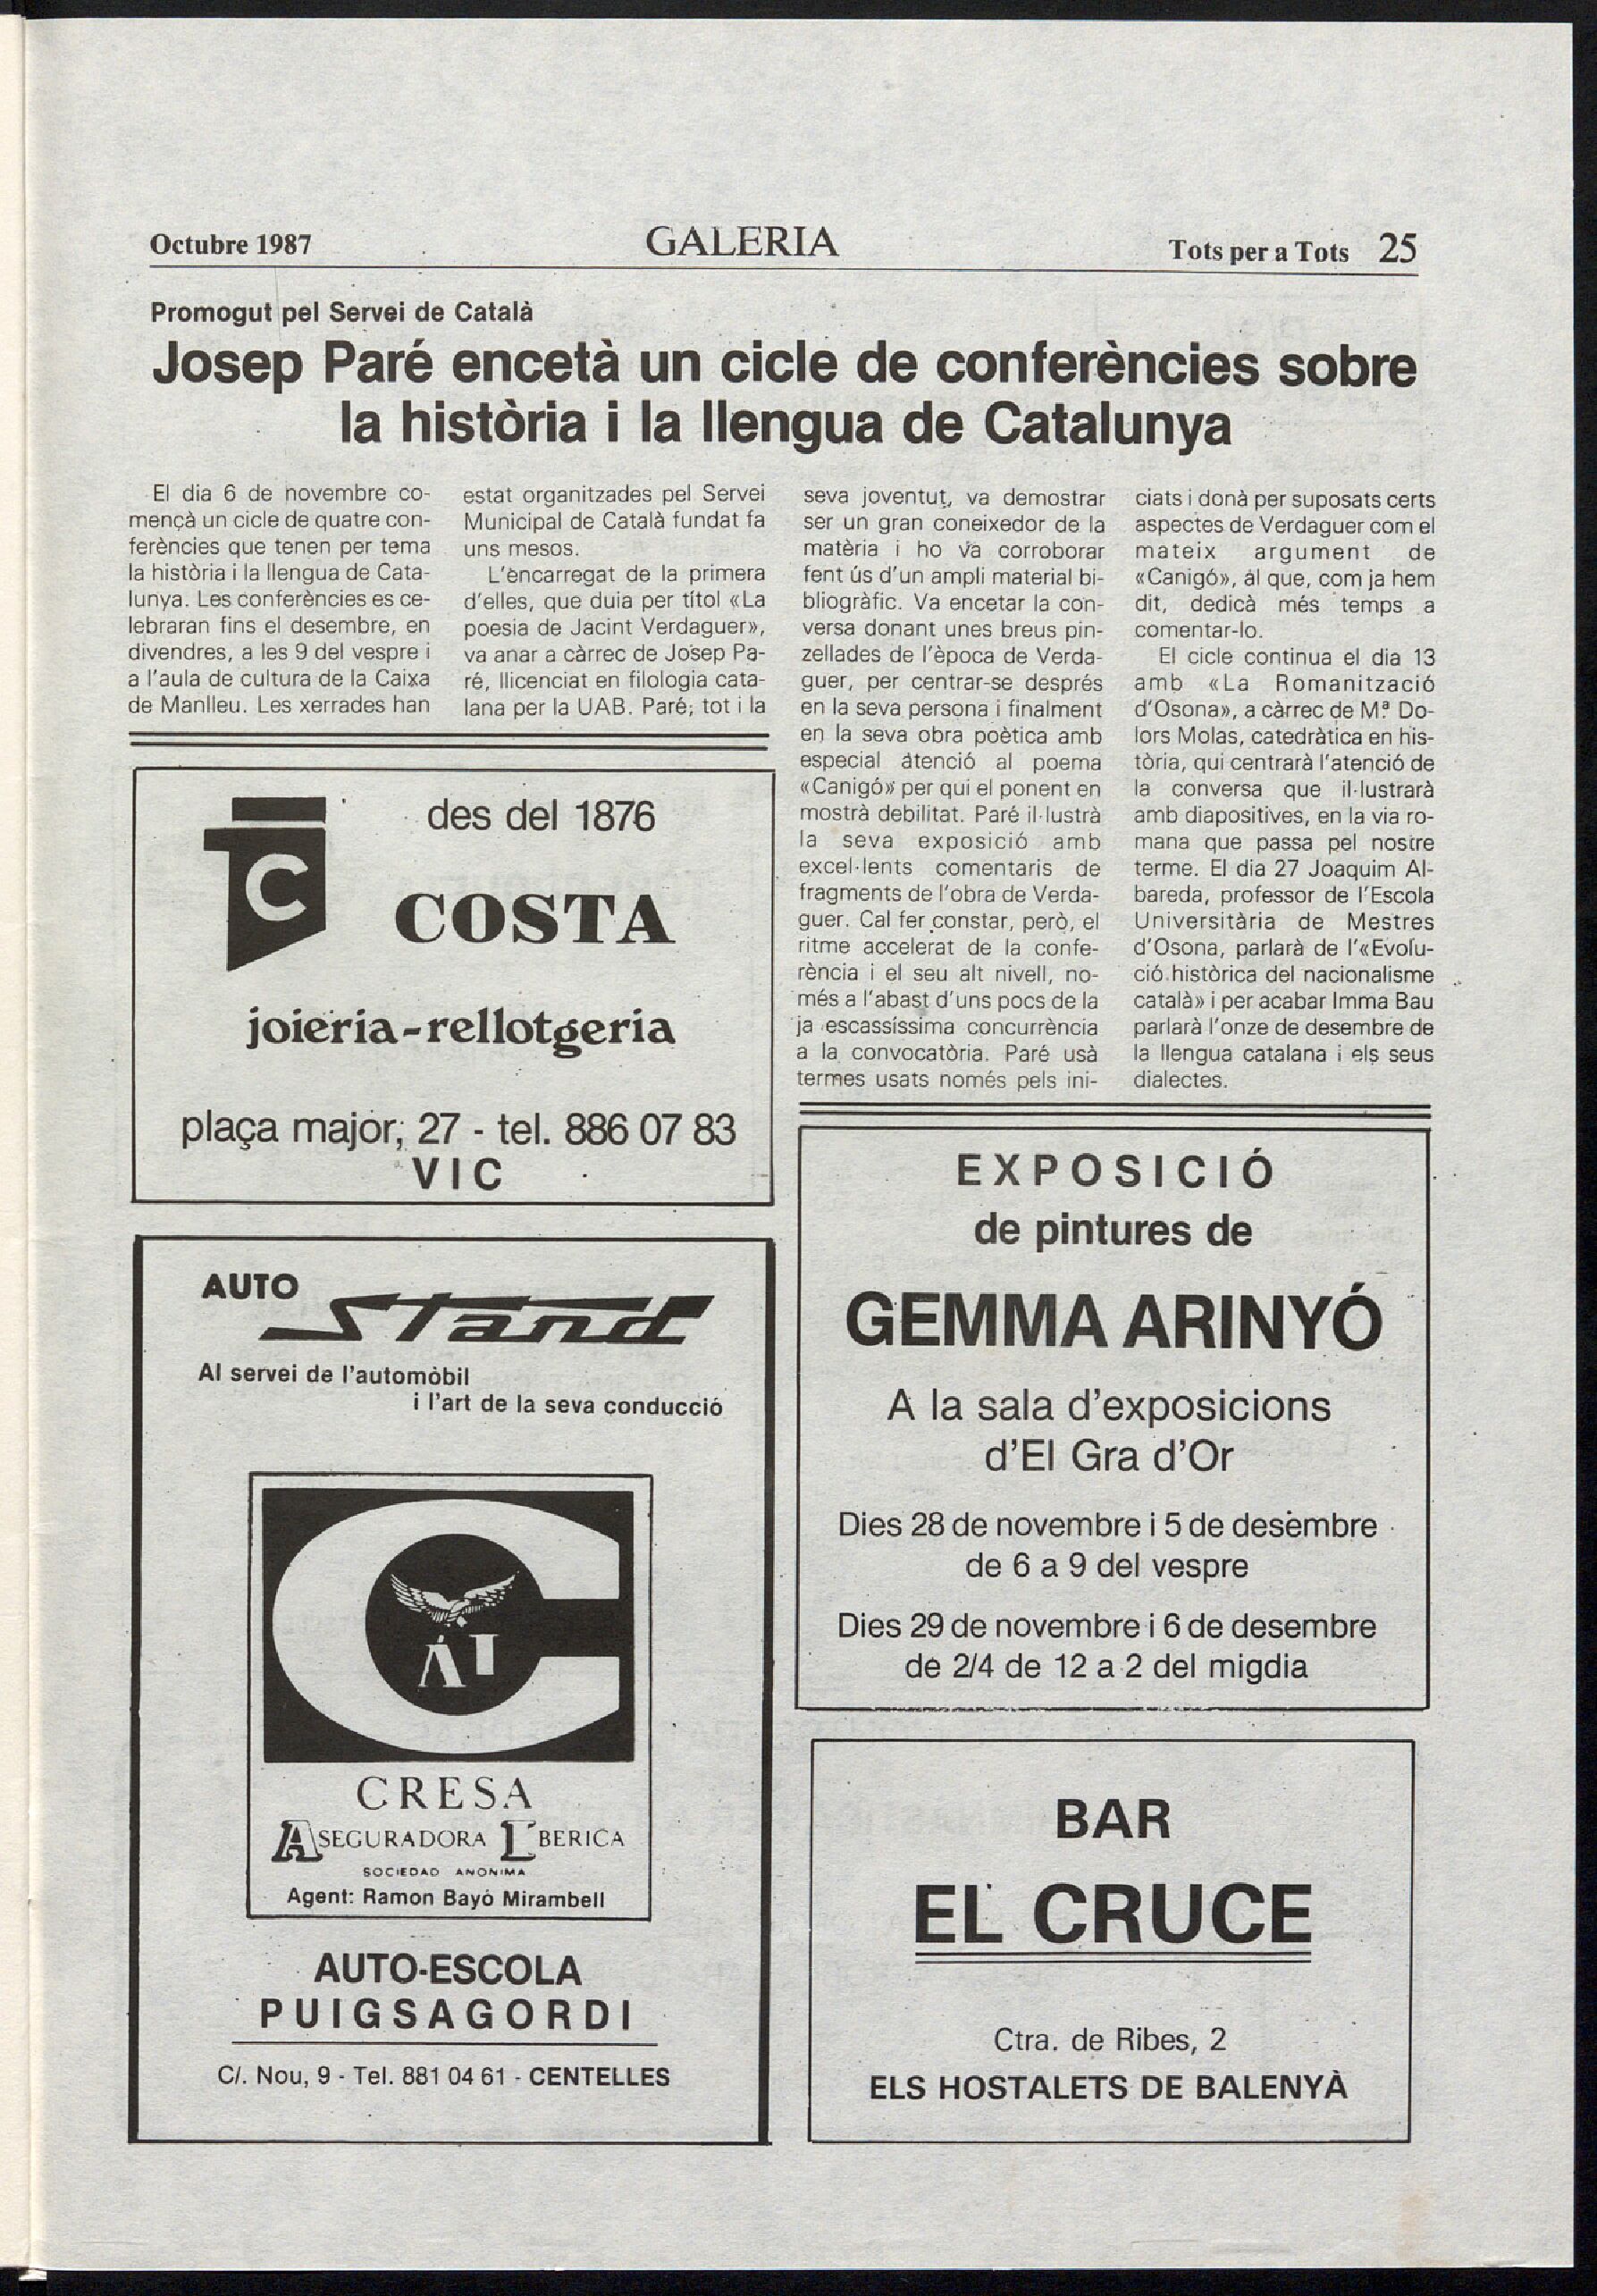 Octubre 1987
GALERIA
Tots per a Tots 25
Promogut pel Servei de Català
Josep Paré encetà un cicle de conferències sobre
la història i la llengua de Catalunya
El dia 6 de novembre co-
mençà un cicle de quatre con-
ferències que tenen per tema
la història i la llengua de Cata-
lunya. Les conferències es ce-
lebraran fins el desembre, en
divendres, a les 9 del vespre i
a l'aula de cultura de la Caixa
de Manlleu. Les xerrades han
estat organitzades pel Servei
Municipal de Català fundat fa
uns mesos.
L'èncarregat de la primera
d'elles, que duia per títol «La
poesia de Jacint Verdaguer»,
va anar a càrrec de Josep Pa-
ré, llicenciat en filologia cata-
lana per la UAB. Paré, tot i la
seva joventut, va demostrar
ser un gran coneixedor de la
matèria i ho va corroborar
fent ús d'un ampli material bi-
bliogràfic. Va encetar la con-
versa donant unes breus pin-
zellades de l'època de Verda-
guer, per centrar-se després
en la seva persona i finalment
en la seva obra poètica amb
especial atenció al poema
«Canigó» per qui el ponent en
mostrà debilitat. Paré il·lustrà
la seva exposició amb
excel·lents comentaris de
fragments de l'obra de Verda-
guer. Cal fer constar, però, el
ritme accelerat de la confe-
rència i el seu alt nivell, no-
més a l'abast d'uns pocs de la
ja escassíssima concurrència
a la convocatòria. Paré usà
termes usats només pels ini-
ciats i donà per suposats certs
aspectes de Verdaguer com el
mateix argument de
«Canigó», al que, com ja hem
dit, dedicà més temps a
comentar-lo.
El cicle continua el dia 13
amb «La Romanització
d'Osona», a càrrec de M.ª Do-
lors Molas, catedràtica en his-
tòria, qui centrarà l'atenció de
la conversa que il·lustrarà
amb diapositives, en la via ro-
mana que passa pel nostre
terme. El dia 27 Joaquim Al-
bareda, professor de l'Escola
Universitària de Mestres
d'Osona, parlarà de l'«Evolu-
ció històrica del nacionalisme
català» i per acabar Imma Bau
parlarà l'onze de desembre de
la llengua catalana i els seus
dialectes.
C
des del 1876
COSTA
joieria-rellotgeria
plaça major, 27 - tel. 886 07 83
VIC
AUTO
Stand
Al servei de l'automòbil
i l'art de la seva conducció
AI
CRESA
ASEGURADORA IBERICA
SOCIEDAD ANONIMA
Agent: Ramon Bayó Mirambell
AUTO-ESCOLA
PUIGSAGORDI
C/. Nou, 9 - Tel. 881 04 61 - CENTELLES
EXPOSICIÓ
de pintures de
GEMMA ARINYÓ
A la sala d'exposicions
d'El Gra d'Or
Dies 28 de novembre i 5 de desembre
de 6 a 9 del vespre
Dies 29 de novembre i 6 de desembre
de 2/4 de 12 a 2 del migdia
BAR
EL CRUCE
Ctra. de Ribes, 2
ELS HOSTALETS DE BALENYÀ